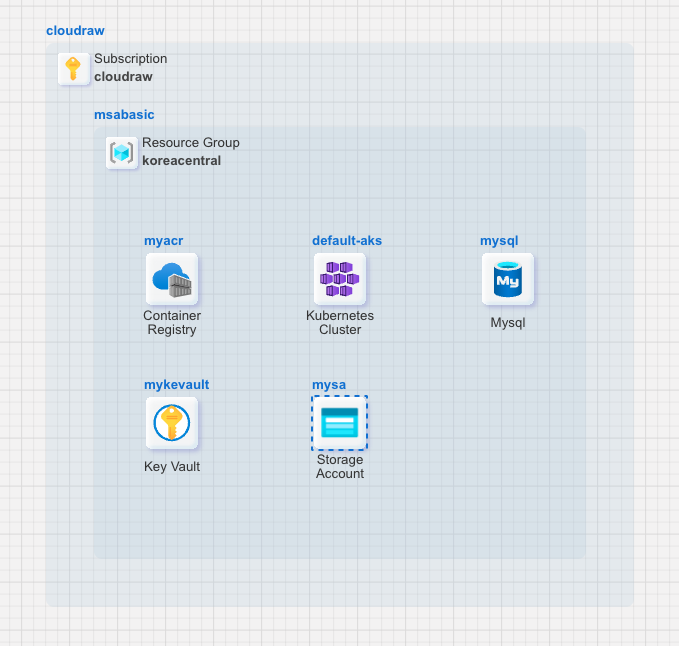 cloudraw
Subscription
cloudraw
msabasic
Resource Group
koreacentral
myacr
Container
Registry
default-aks
Kubernetes
Cluster
mysql
My
Mysql
mykevault
Key Vault
mysa
Storage
Account